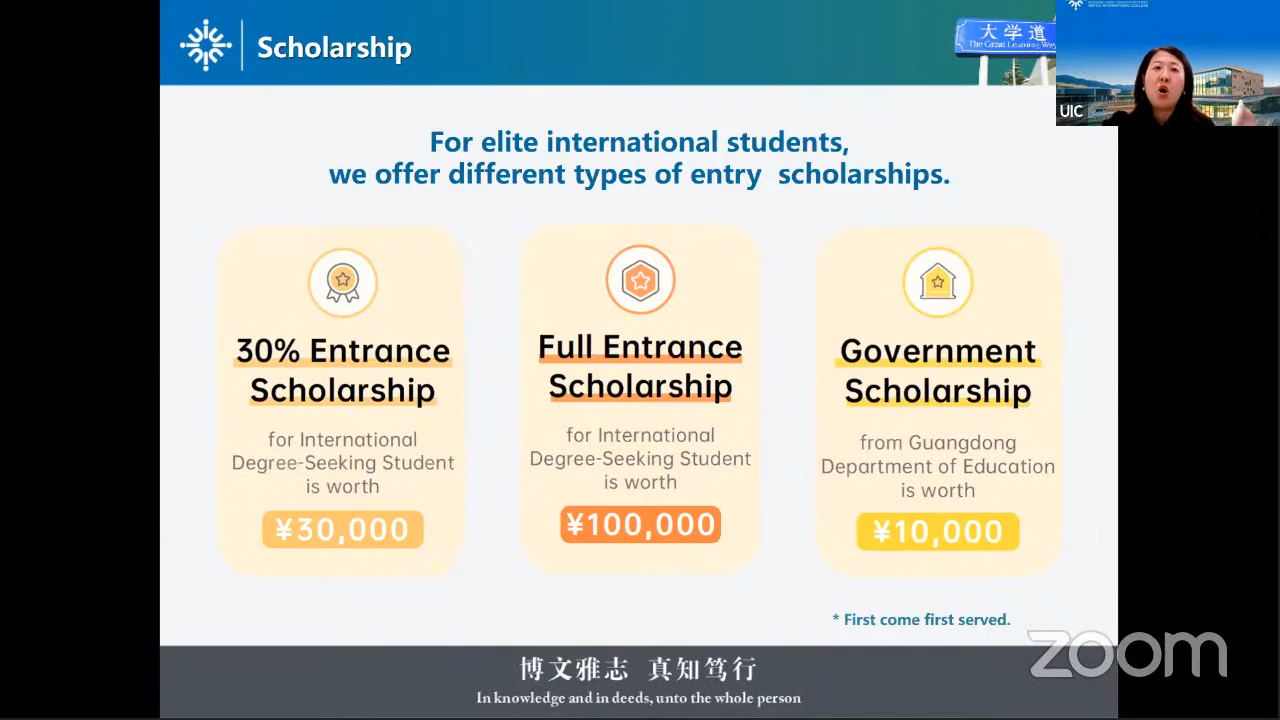 Scholarship
大学道
The Great Learning Way
UIC
For elite international students,
we offer different types of entry scholarships.
30% Entrance
Scholarship
for International
Degree-Seeking Student
is worth
¥30,000
Full Entrance
Scholarship
for International
Degree-Seeking Student
is worth
¥100,000
Government
Scholarship
from Guangdong
Department of Education
is worth
¥10,000
* First come first served.
zoom
博文雅志 真知笃行
In knowledge and in deeds, unto the whole person